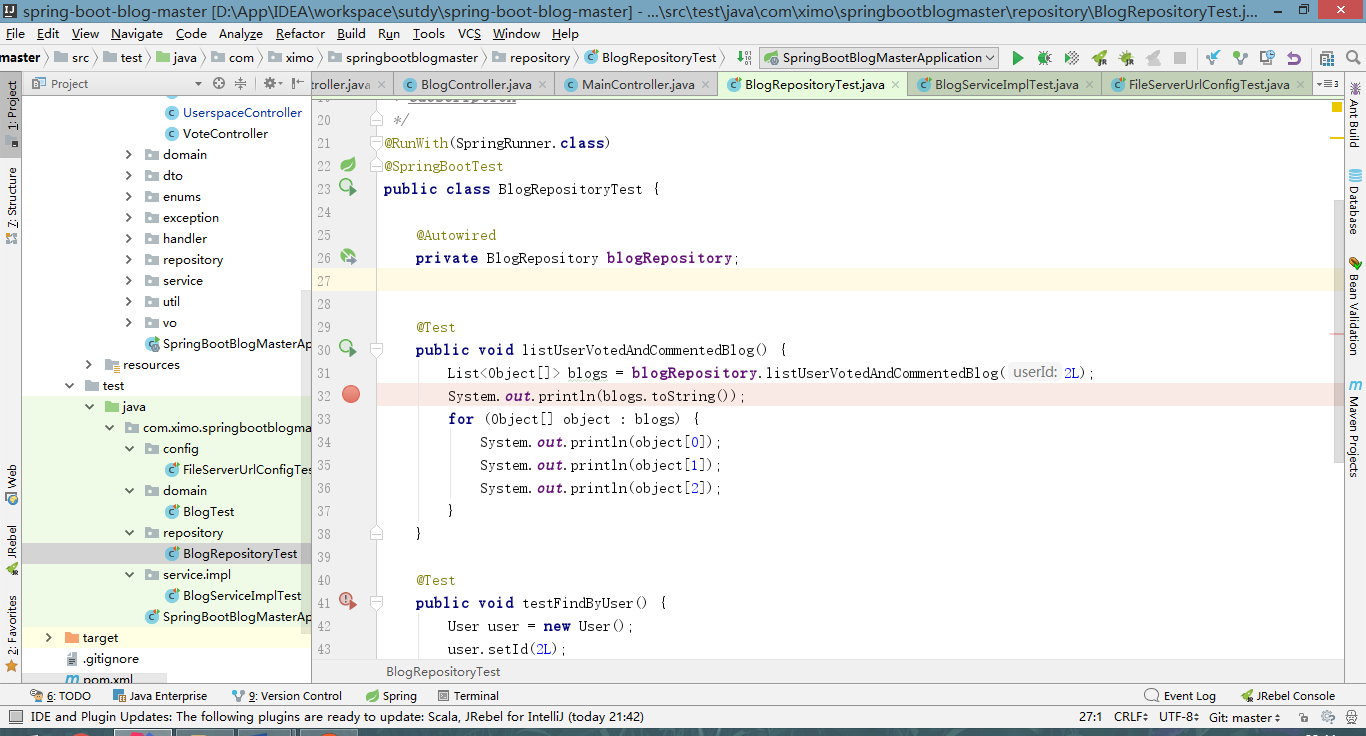 spring-boot-blog-master [D:\App\IDEA\workspace\sutdy\spring-boot-blog-master] - ...\src\test\java\com\ximo\springbootblogmaster\repository\BlogRepositoryTest.j...
File Edit View Navigate Code Analyze Refactor Build Run Tools VCS Window Help
master src test java com ximo springbootblogmaster repository BlogRepositoryTest SpringBootBlogMasterApplication
Project
troller.java BlogController.java MainController.java BlogRepositoryTest.java BlogServiceImplTest.java FileServerUrlConfigTest.java
1: Project
Z: Structure
Web
JRebel
2: Favorites
UserspaceController
VoteController
domain
dto
enums
exception
handler
repository
service
util
vo
SpringBootBlogMasterAp
resources
test
java
com.ximo.springbootblogma
config
FileServerUrlConfigTes
domain
BlogTest
repository
BlogRepositoryTest
service.impl
BlogServiceImplTest
SpringBootBlogMasterAp
target
.gitignore
pom.xml
20 */
21 @RunWith(SpringRunner.class)
22 @SpringBootTest
23 public class BlogRepositoryTest {
24
25 @Autowired
26 private BlogRepository blogRepository;
27
28
29 @Test
30 public void listUserVotedAndCommentedBlog() {
31 List<Object[]> blogs = blogRepository.listUserVotedAndCommentedBlog( userId: 2L);
32 System.out.println(blogs.toString());
33 for (Object[] object : blogs) {
34 System.out.println(object[0]);
35 System.out.println(object[1]);
36 System.out.println(object[2]);
37 }
38 }
39
40 @Test
41 public void testFindByUser() {
42 User user = new User();
43 user.setId(2L);
BlogRepositoryTest
Ant Build
Database
Bean Validation
Maven Projects
6: TODO Java Enterprise 9: Version Control Spring Terminal Event Log JRebel Console
IDE and Plugin Updates: The following plugins are ready to update: Scala, JRebel for IntelliJ (today 21:42) 27:1 CRLF UTF-8 Git: master